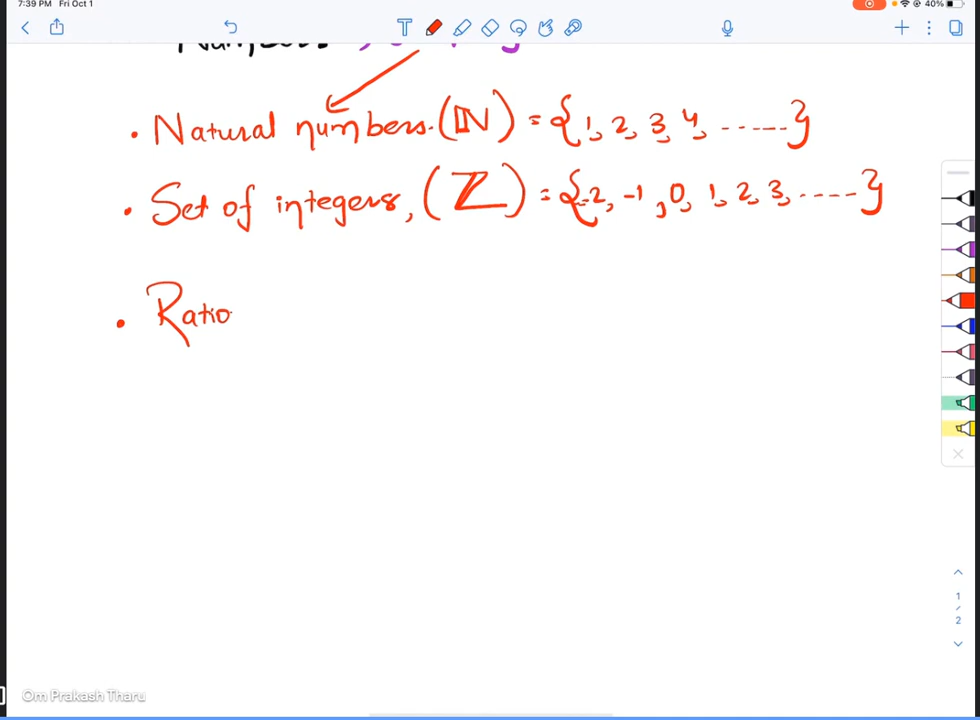 7:39 PM Fri Oct 1
40%
• Natural numbers. (ℕ) = {1, 2, 3, 4, ------}
• Set of integers, (ℤ) = {-2, -1, 0, 1, 2, 3, ------}
• Ratio
1
2
Om Prakash Tharu